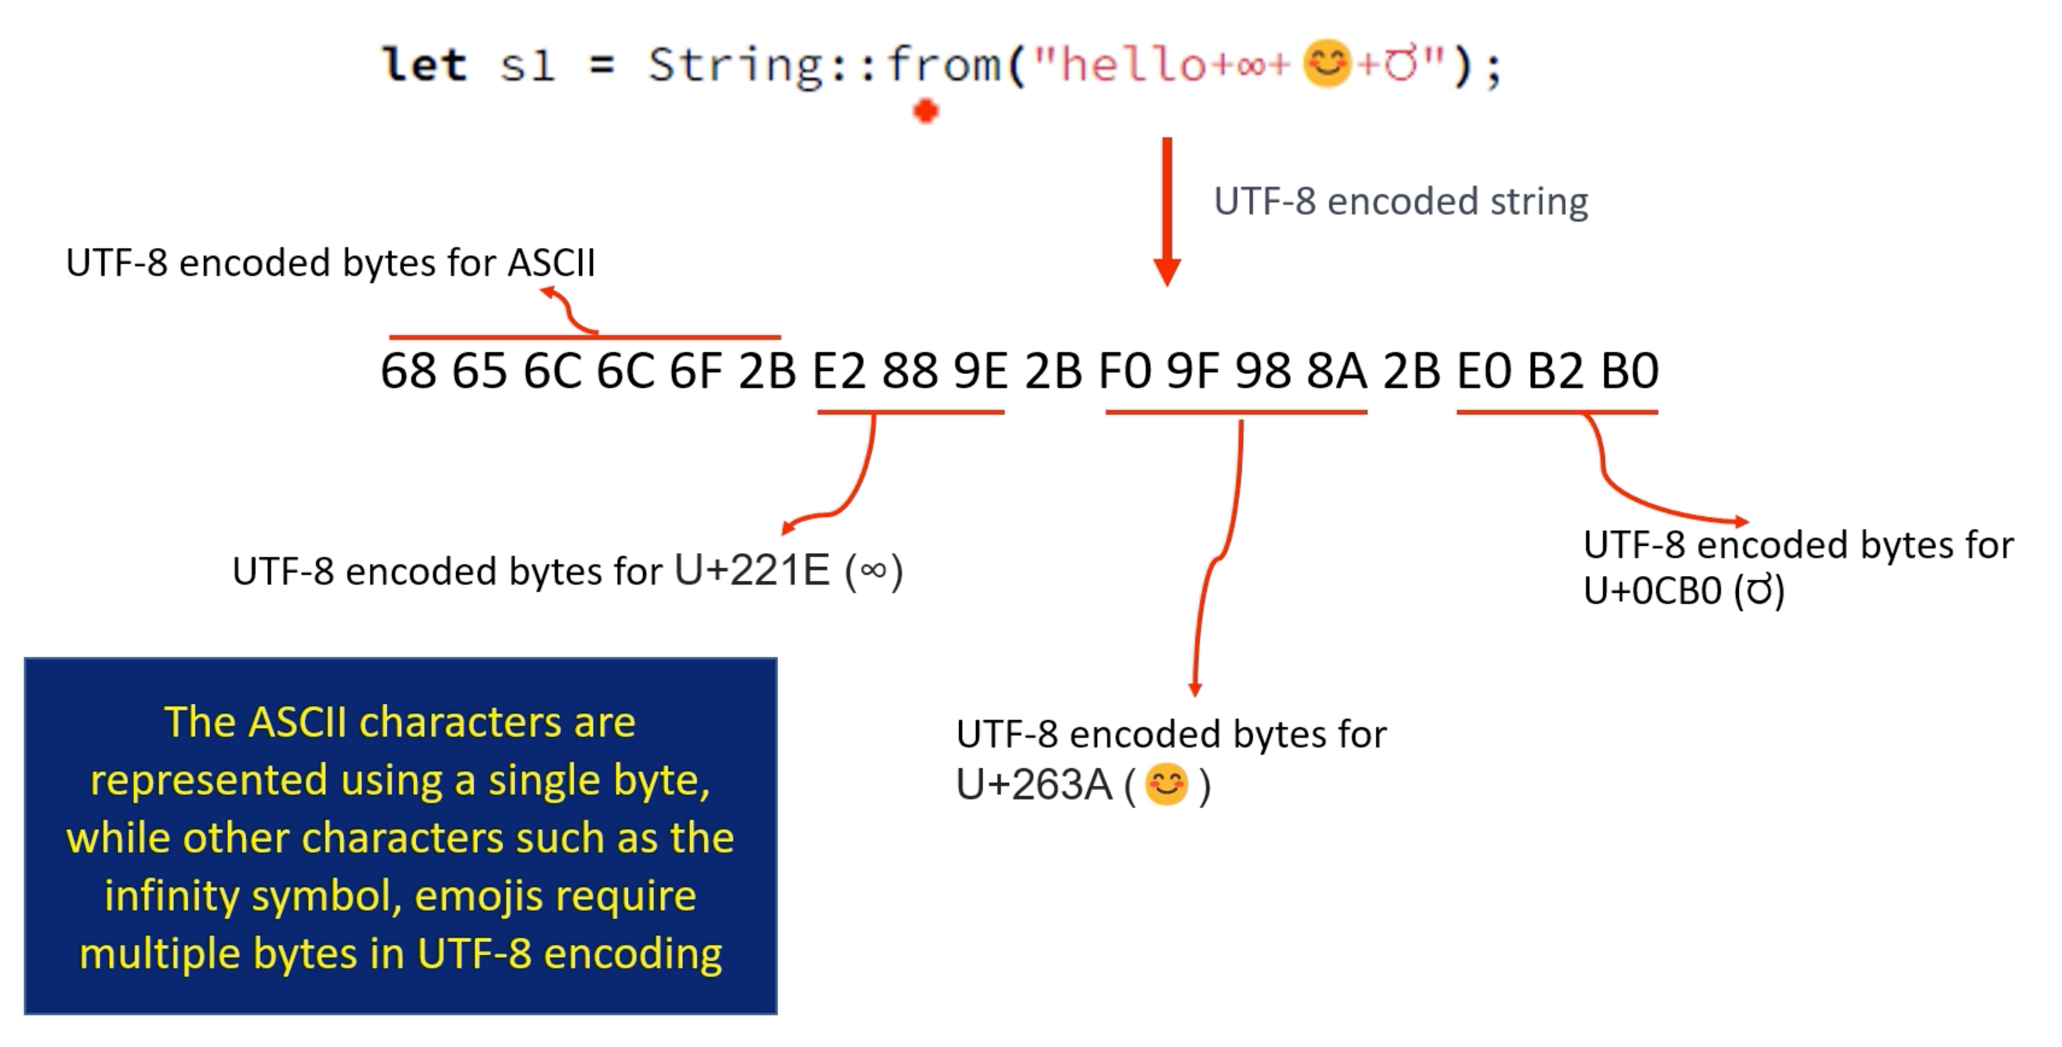 let s1 = String::from("hello+∞+😊+ರ");
UTF-8 encoded string
UTF-8 encoded bytes for ASCII
68 65 6C 6C 6F 2B E2 88 9E 2B F0 9F 98 8A 2B E0 B2 B0
UTF-8 encoded bytes for U+221E (∞)
UTF-8 encoded bytes for
U+0CB0 (ರ)
UTF-8 encoded bytes for
U+263A (😊)
The ASCII characters are
represented using a single byte,
while other characters such as the
infinity symbol, emojis require
multiple bytes in UTF-8 encoding